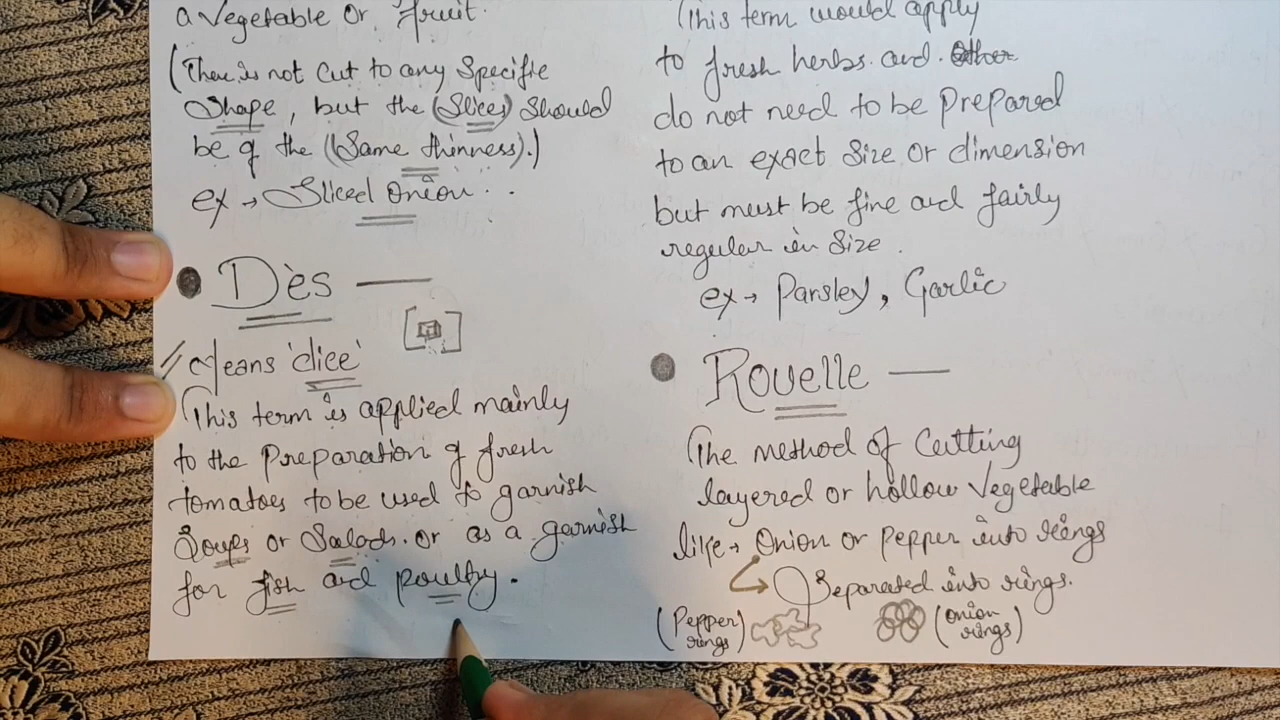 a Vegetable Or Fruit.
(There is not Cut to any Specific
Shape, but the (Slices) Should
be of the (Same thinness).)
ex → Sliced Onion..
• Dès —
Means 'dice'
This term is applied mainly
to the Preparation of fresh
tomatoes to be used to garnish
Soups or Salads. or as a garnish
for fish and poultry.
This term would apply
to fresh herbs. and. Other
do not need to be Prepared
to an exact Size or dimension
but must be fine and fairly
regular in Size.
ex → Parsley, Garlic
• Rouelle —
The method of Cutting
layered or hollow Vegetable
like → Onion or Pepper into rings
Separated into rings.
(Pepper rings)
(Onion rings)